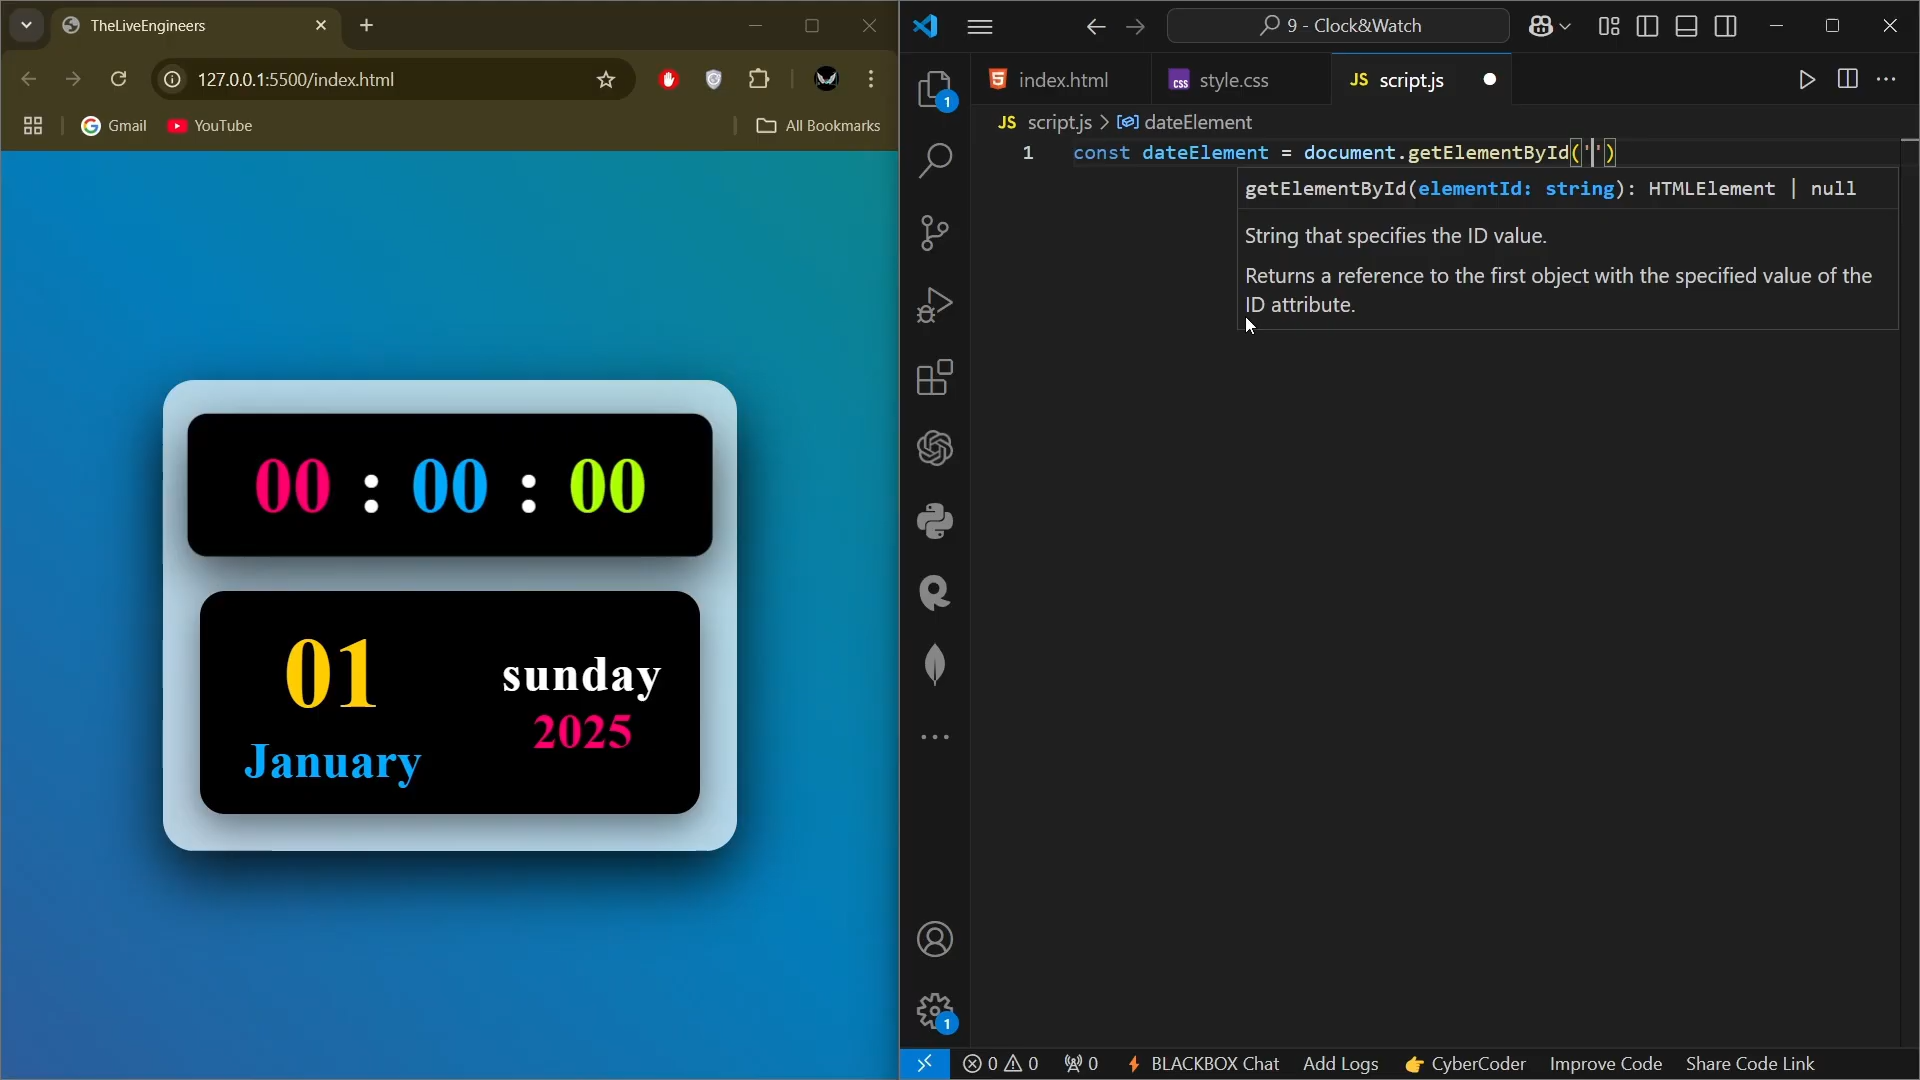 TheLiveEngineers
127.0.0.1:5500/index.html
Gmail
YouTube
All Bookmarks
00 : 00 : 00
01
January
sunday
2025
9 - Clock&Watch
index.html
style.css
JS script.js
JS script.js > dateElement
1 const dateElement = document.getElementById('')
getElementById(elementId: string): HTMLElement | null
String that specifies the ID value.
Returns a reference to the first object with the specified value of the
ID attribute.
1
1
0 0 0 BLACKBOX Chat Add Logs CyberCoder Improve Code Share Code Link